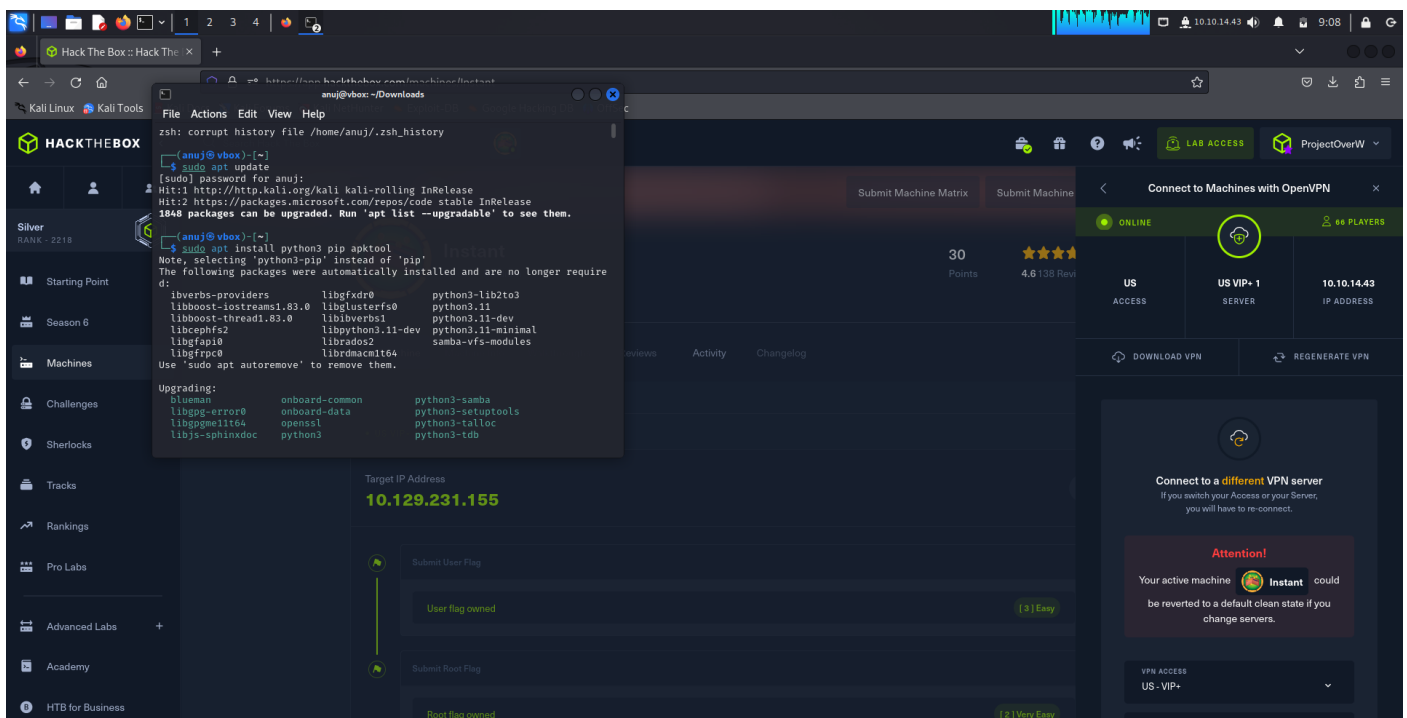 1 2 3 4
10.10.14.43
9:08
Hack The Box :: Hack The
https://app.hackthebox.com/machines/Instant
Kali Linux
Kali Tools
anuj@vbox: ~/Downloads
File Actions Edit View Help
zsh: corrupt history file /home/anuj/.zsh_history
┌──(anuj㉿vbox)-[~]
└─$ sudo apt update
[sudo] password for anuj:
Hit:1 http://http.kali.org/kali kali-rolling InRelease
Hit:2 https://packages.microsoft.com/repos/code stable InRelease
1848 packages can be upgraded. Run 'apt list --upgradable' to see them.
┌──(anuj㉿vbox)-[~]
└─$ sudo apt install python3 pip apktool
Note, selecting 'python3-pip' instead of 'pip'
The following packages were automatically installed and are no longer require
d:
ibverbs-providers libgfxdr0 python3-lib2to3
libboost-iostreams1.83.0 libglusterfs0 python3.11
libboost-thread1.83.0 libibverbs1 python3.11-dev
libcephfs2 libpython3.11-dev python3.11-minimal
libgfapi0 librados2 samba-vfs-modules
libgfrpc0 librdmacm1t64
Use 'sudo apt autoremove' to remove them.
Upgrading:
blueman onboard-common python3-samba
libgpg-error0 onboard-data python3-setuptools
libgpgme11t64 openssl python3-talloc
libjs-sphinxdoc python3 python3-tdb
HACKTHEBOX
LAB ACCESS
ProjectOverW
Silver
RANK - 2218
Starting Point
Season 6
Machines
Challenges
Sherlocks
Tracks
Rankings
Pro Labs
Advanced Labs +
Academy
HTB for Business
Submit Machine Matrix
Submit Machine
Instant
30
Points
4.6 138 Revi
eviews
Activity
Changelog
Target IP Address
10.129.231.155
Submit User Flag
User flag owned
[ 3 ] Easy
Submit Root Flag
Root flag owned
[ 2 ] Very Easy
Connect to Machines with OpenVPN
ONLINE
66 PLAYERS
US
ACCESS
US VIP+ 1
SERVER
10.10.14.43
IP ADDRESS
DOWNLOAD VPN
REGENERATE VPN
Connect to a different VPN server
If you switch your Access or your Server,
you will have to re-connect.
Attention!
Your active machine Instant could
be reverted to a default clean state if you
change servers.
VPN ACCESS
US - VIP+